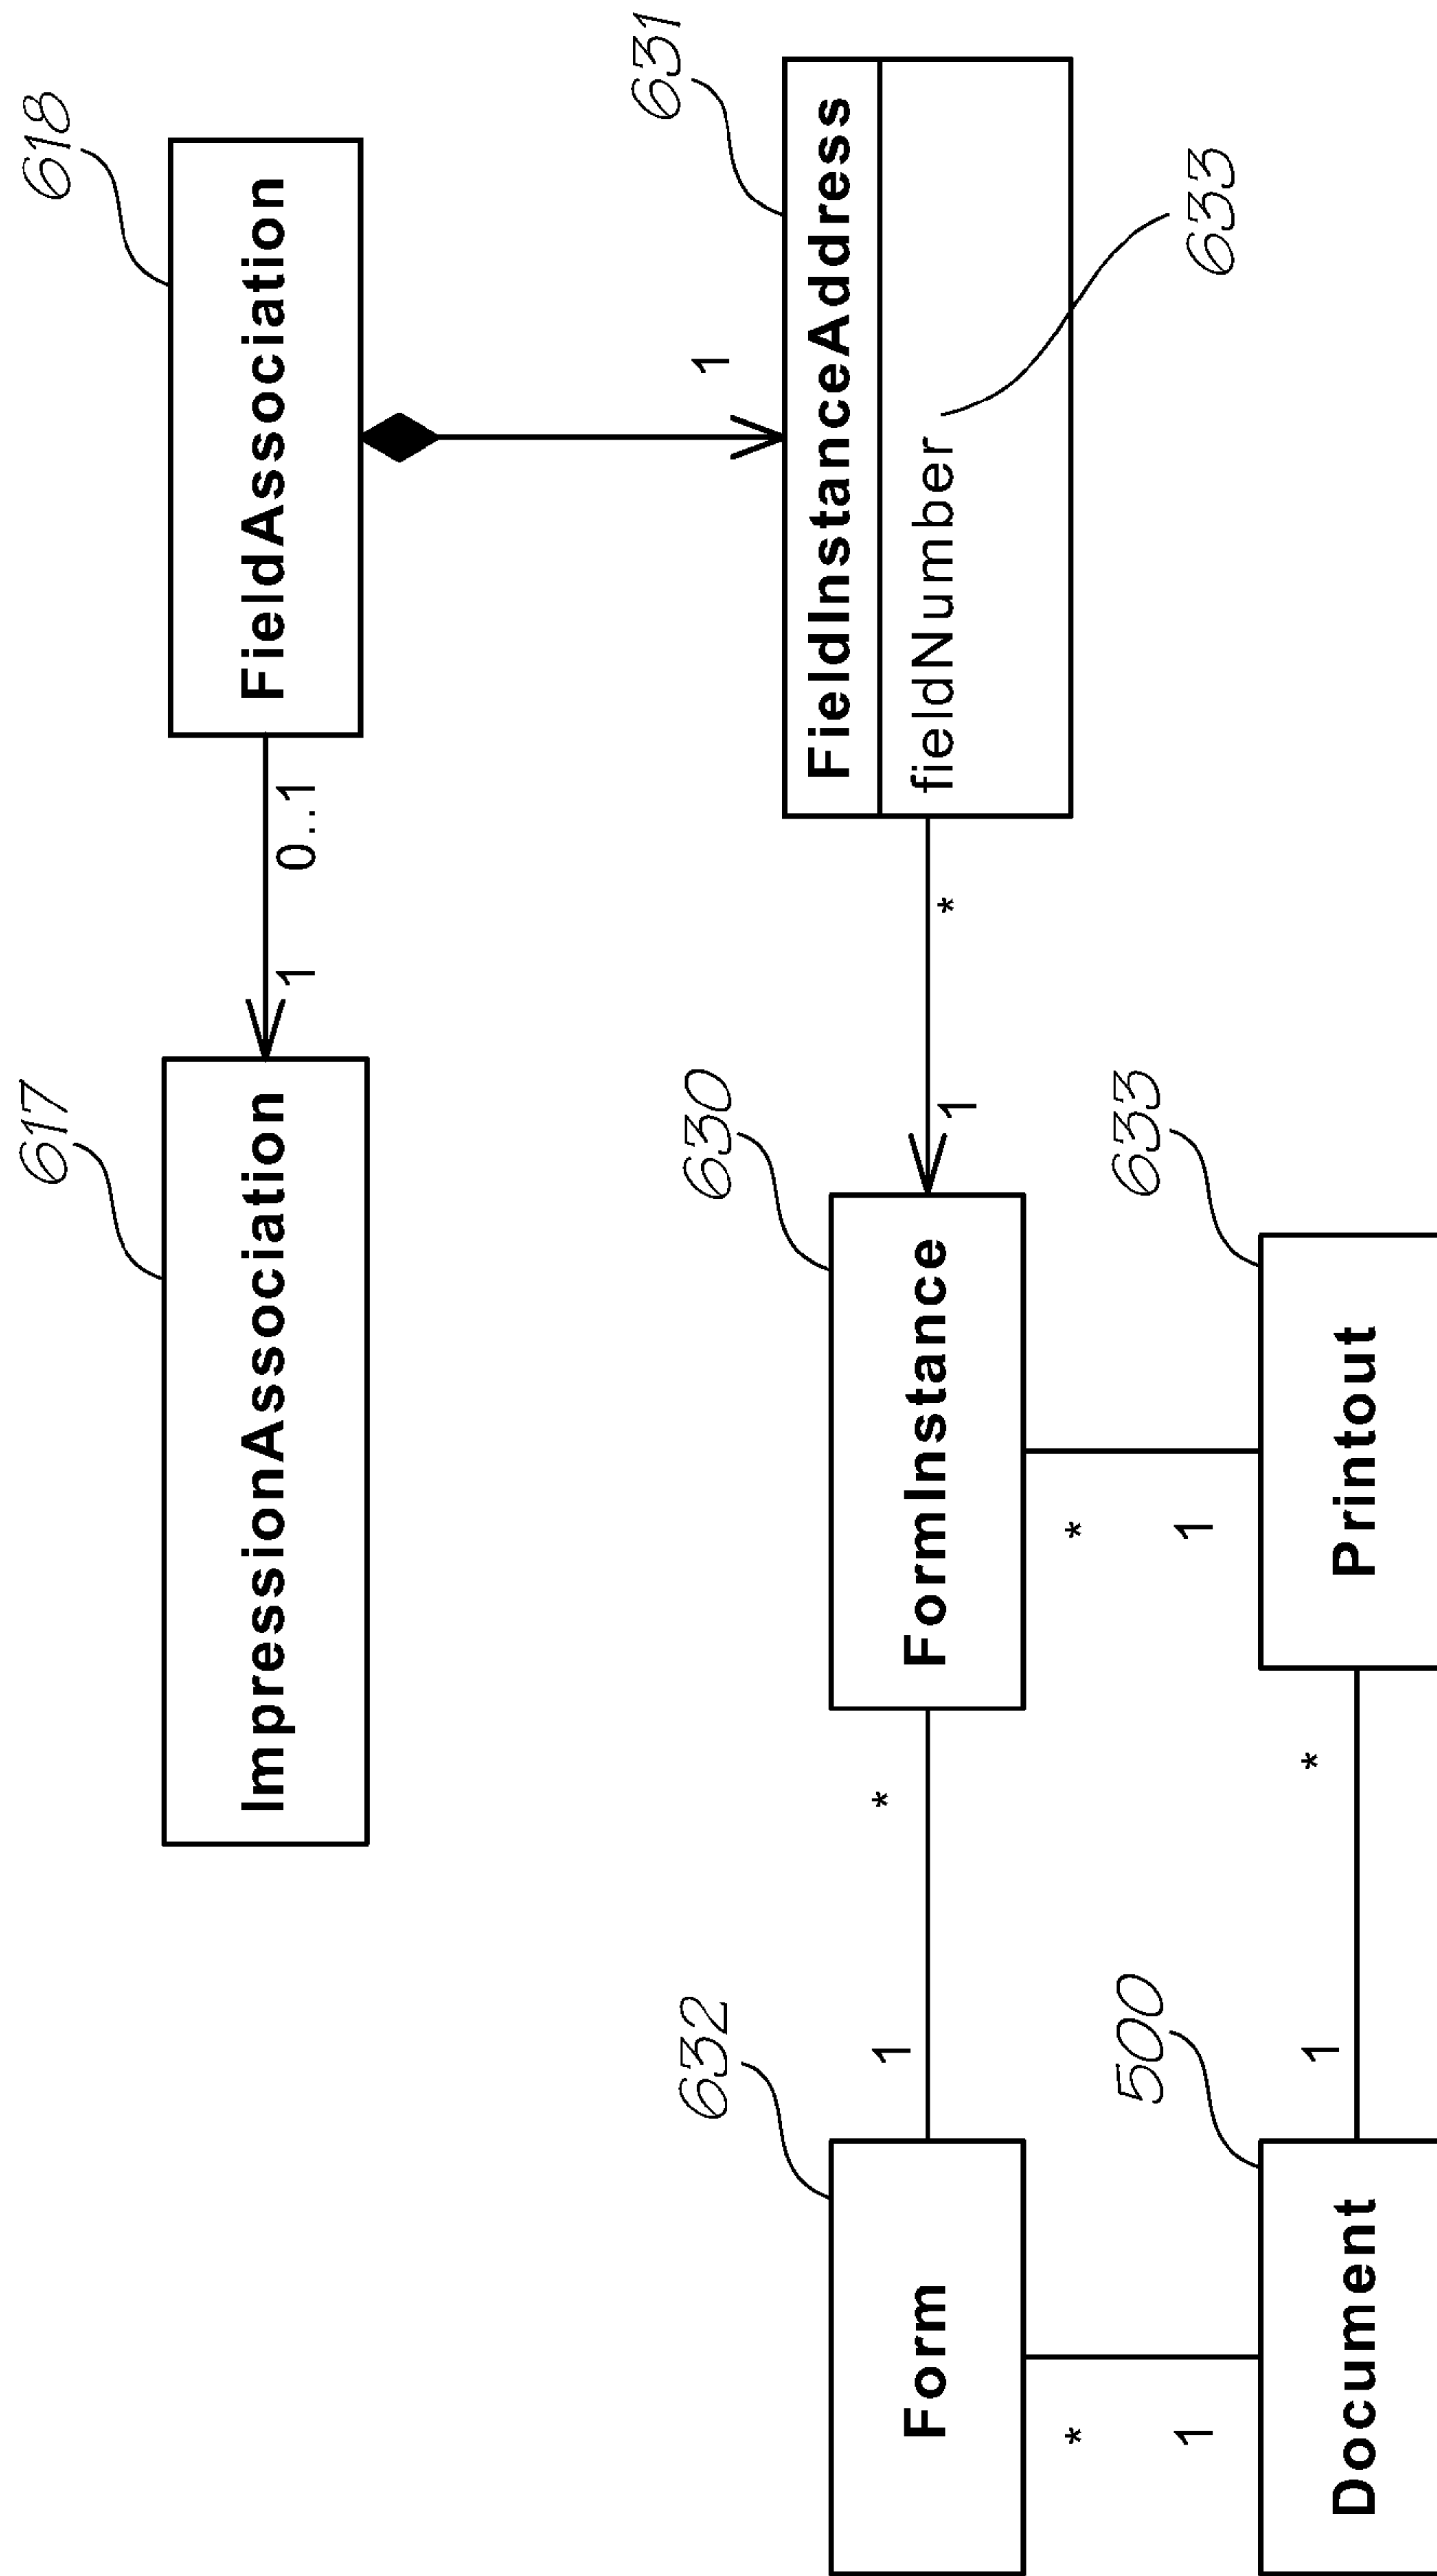 617
618
ImpressionAssociation
1
0..1
FieldAssociation
1
632
630
631
FieldInstanceAddress
fieldNumber
633
Form
1
*
FormInstance
1
*
*
1
*
1
500
633
Document
1
*
Printout